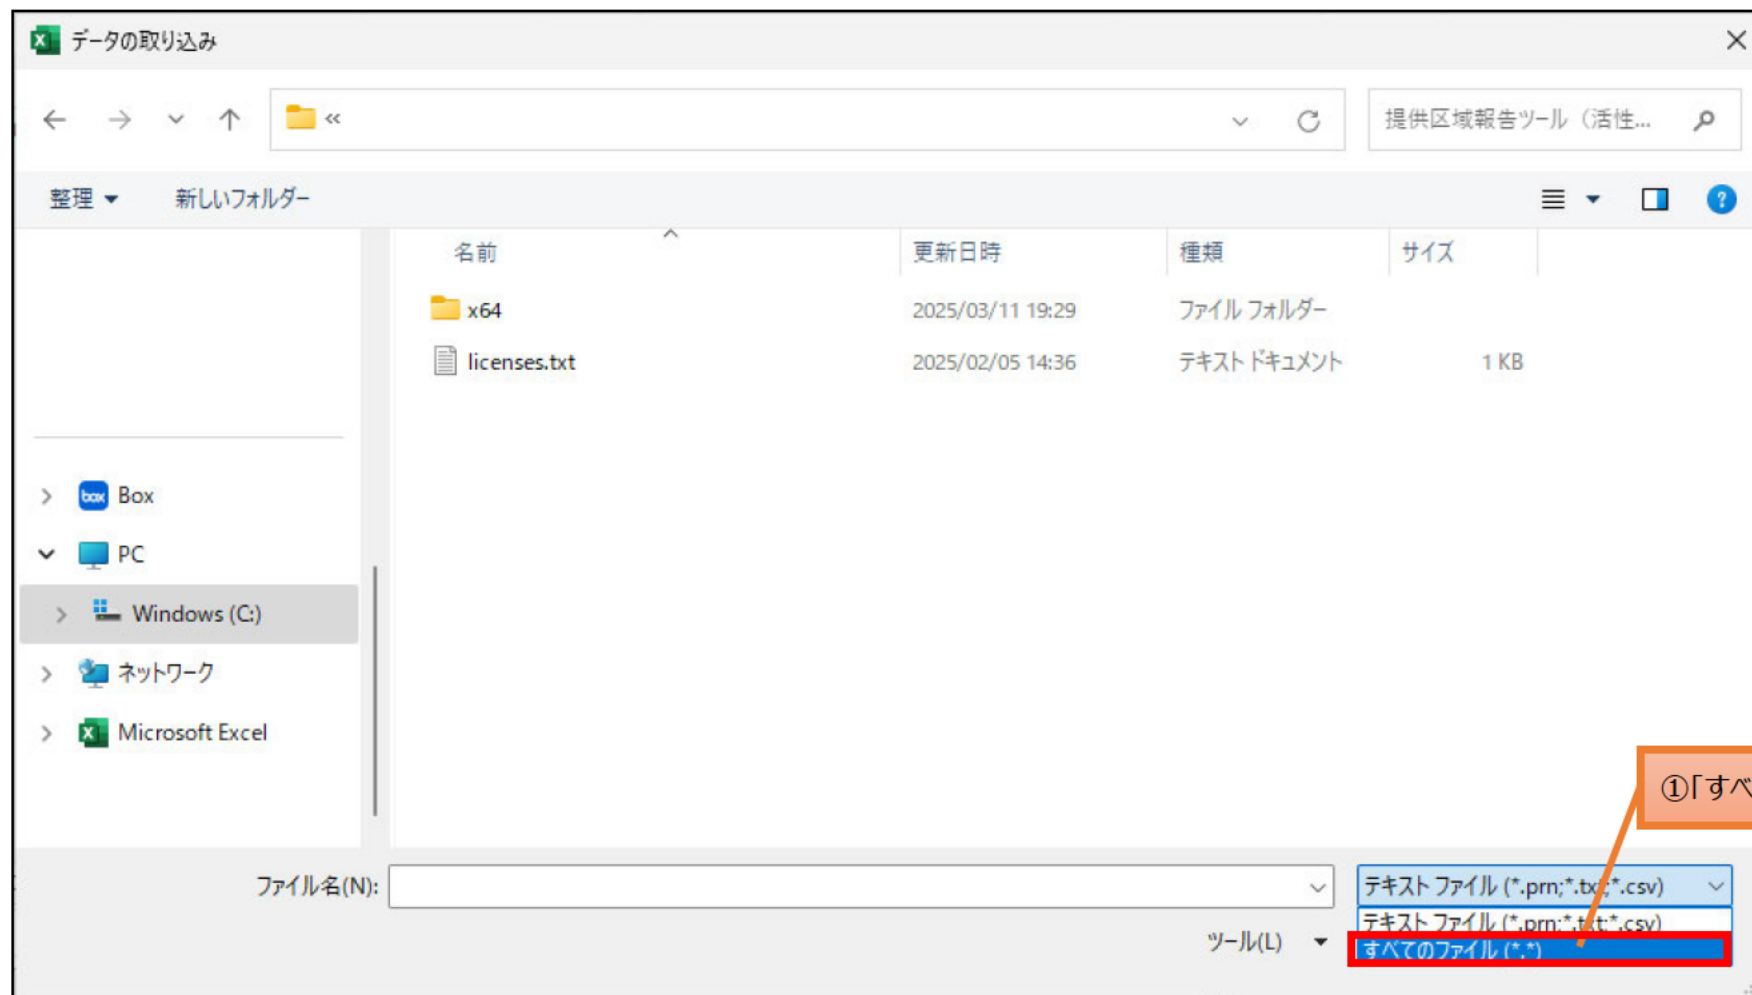 データの取り込み
提供区域報告ツール（活性...
整理 新しいフォルダー
名前 更新日時 種類 サイズ
x64 2025/03/11 19:29 ファイル フォルダー
licenses.txt 2025/02/05 14:36 テキスト ドキュメント 1 KB
box Box
PC
Windows (C:)
ネットワーク
Microsoft Excel
①「すべ
ファイル名(N): テキスト ファイル (*.prn;*.txt;*.csv)
テキスト ファイル (*.prn;*.txt;*.csv)
ツール(L) すべてのファイル (*.*)